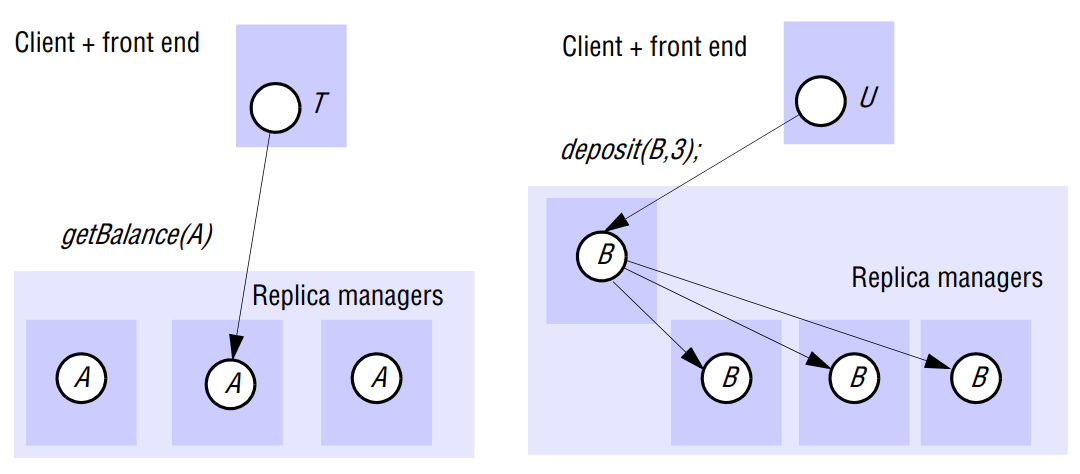 Client + front end
T
getBalance(A)
Replica managers
A
A
A
Client + front end
U
deposit(B,3);
B
Replica managers
B
B
B